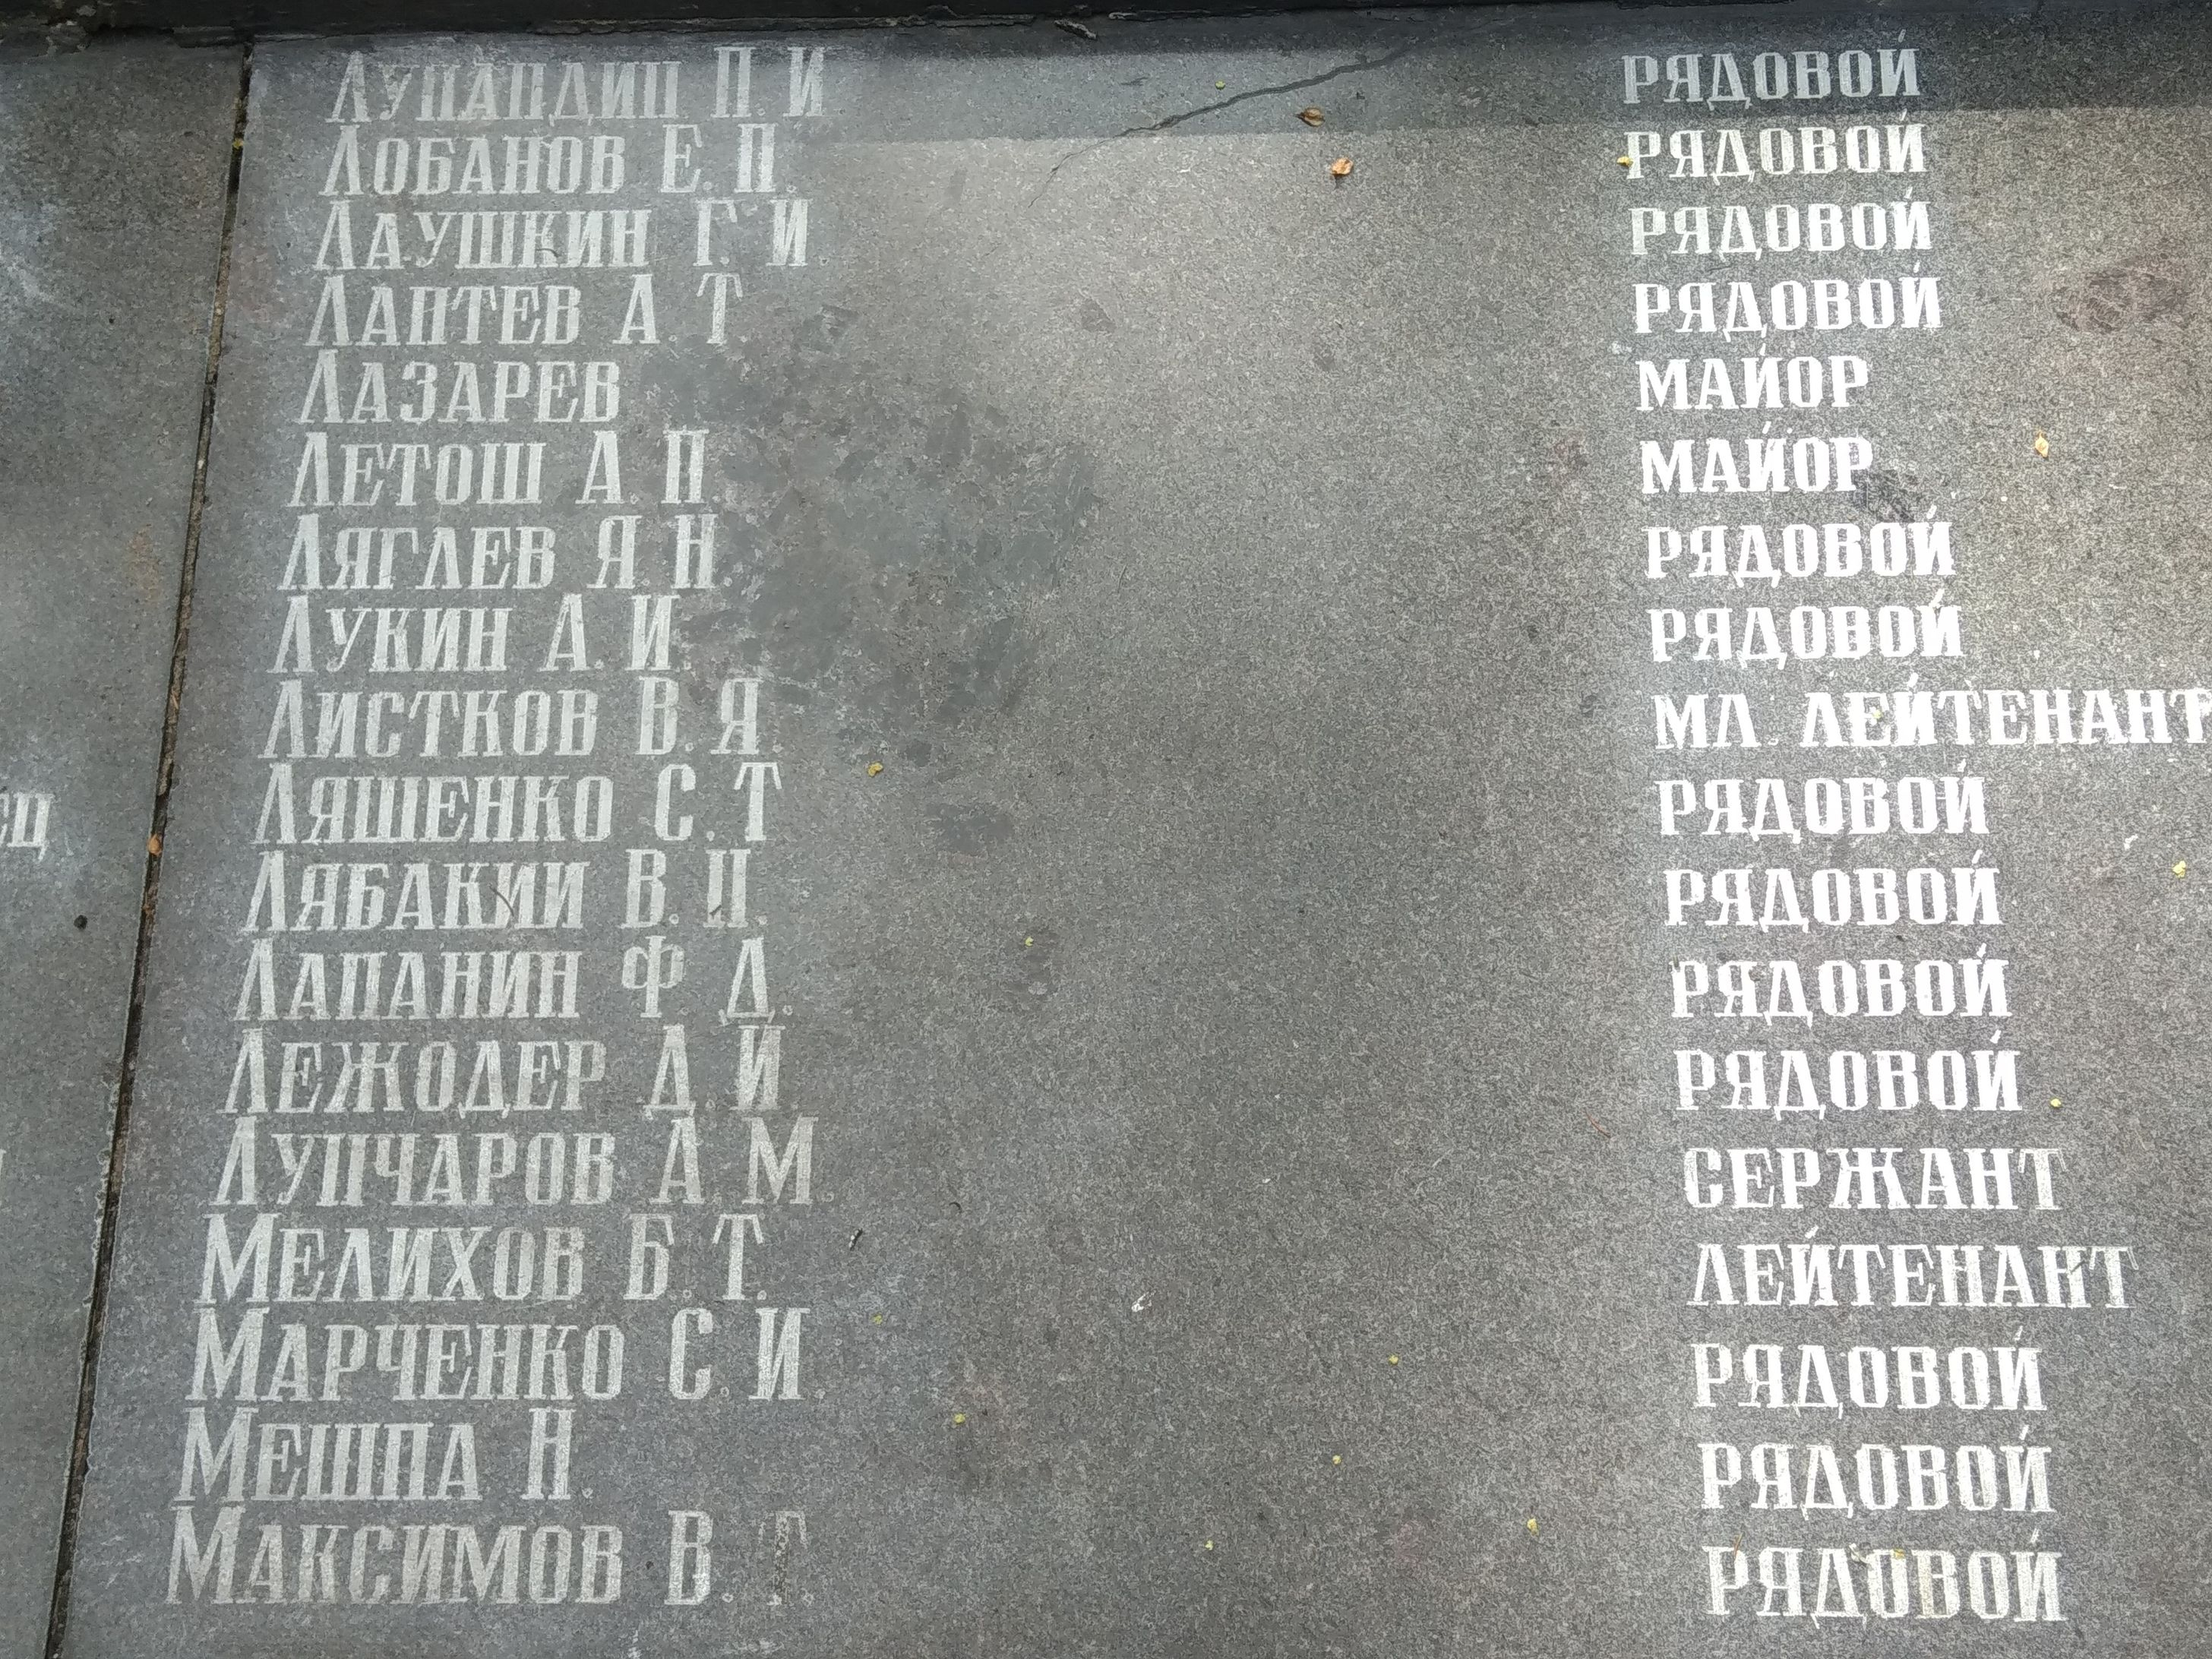 ЛУПАНДИН П. И РЯДОВОЙ
ЛОБАНОВ Е. П. РЯДОВОЙ
ЛАУШКИН Г. И. РЯДОВОЙ
ЛАПТЕВ А. Т РЯДОВОЙ
ЛАЗАРЕВ МАЙОР
ЛЕТОШ А. П. МАЙОР
ЛЯГЛЕВ Я. Н. РЯДОВОЙ
ЛУКИН А. И. РЯДОВОЙ
ЛИСТКОВ В. Я МЛ. ЛЕЙТЕНАНТ
ЛЯШЕНКО С. Т РЯДОВОЙ
ЛЯБАКИН В. П. РЯДОВОЙ
ЛАПАНИН Ф. Д. РЯДОВОЙ
ЛЕЖОДЕР Д. И. РЯДОВОЙ
ЛУПЧАРОВ А. М. СЕРЖАНТ
МЕЛИХОВ Б. Т. ЛЕЙТЕНАНТ
МАРЧЕНКО С. И РЯДОВОЙ
МЕШПА Н. РЯДОВОЙ
МАКСИМОВ В. Т. РЯДОВОЙ